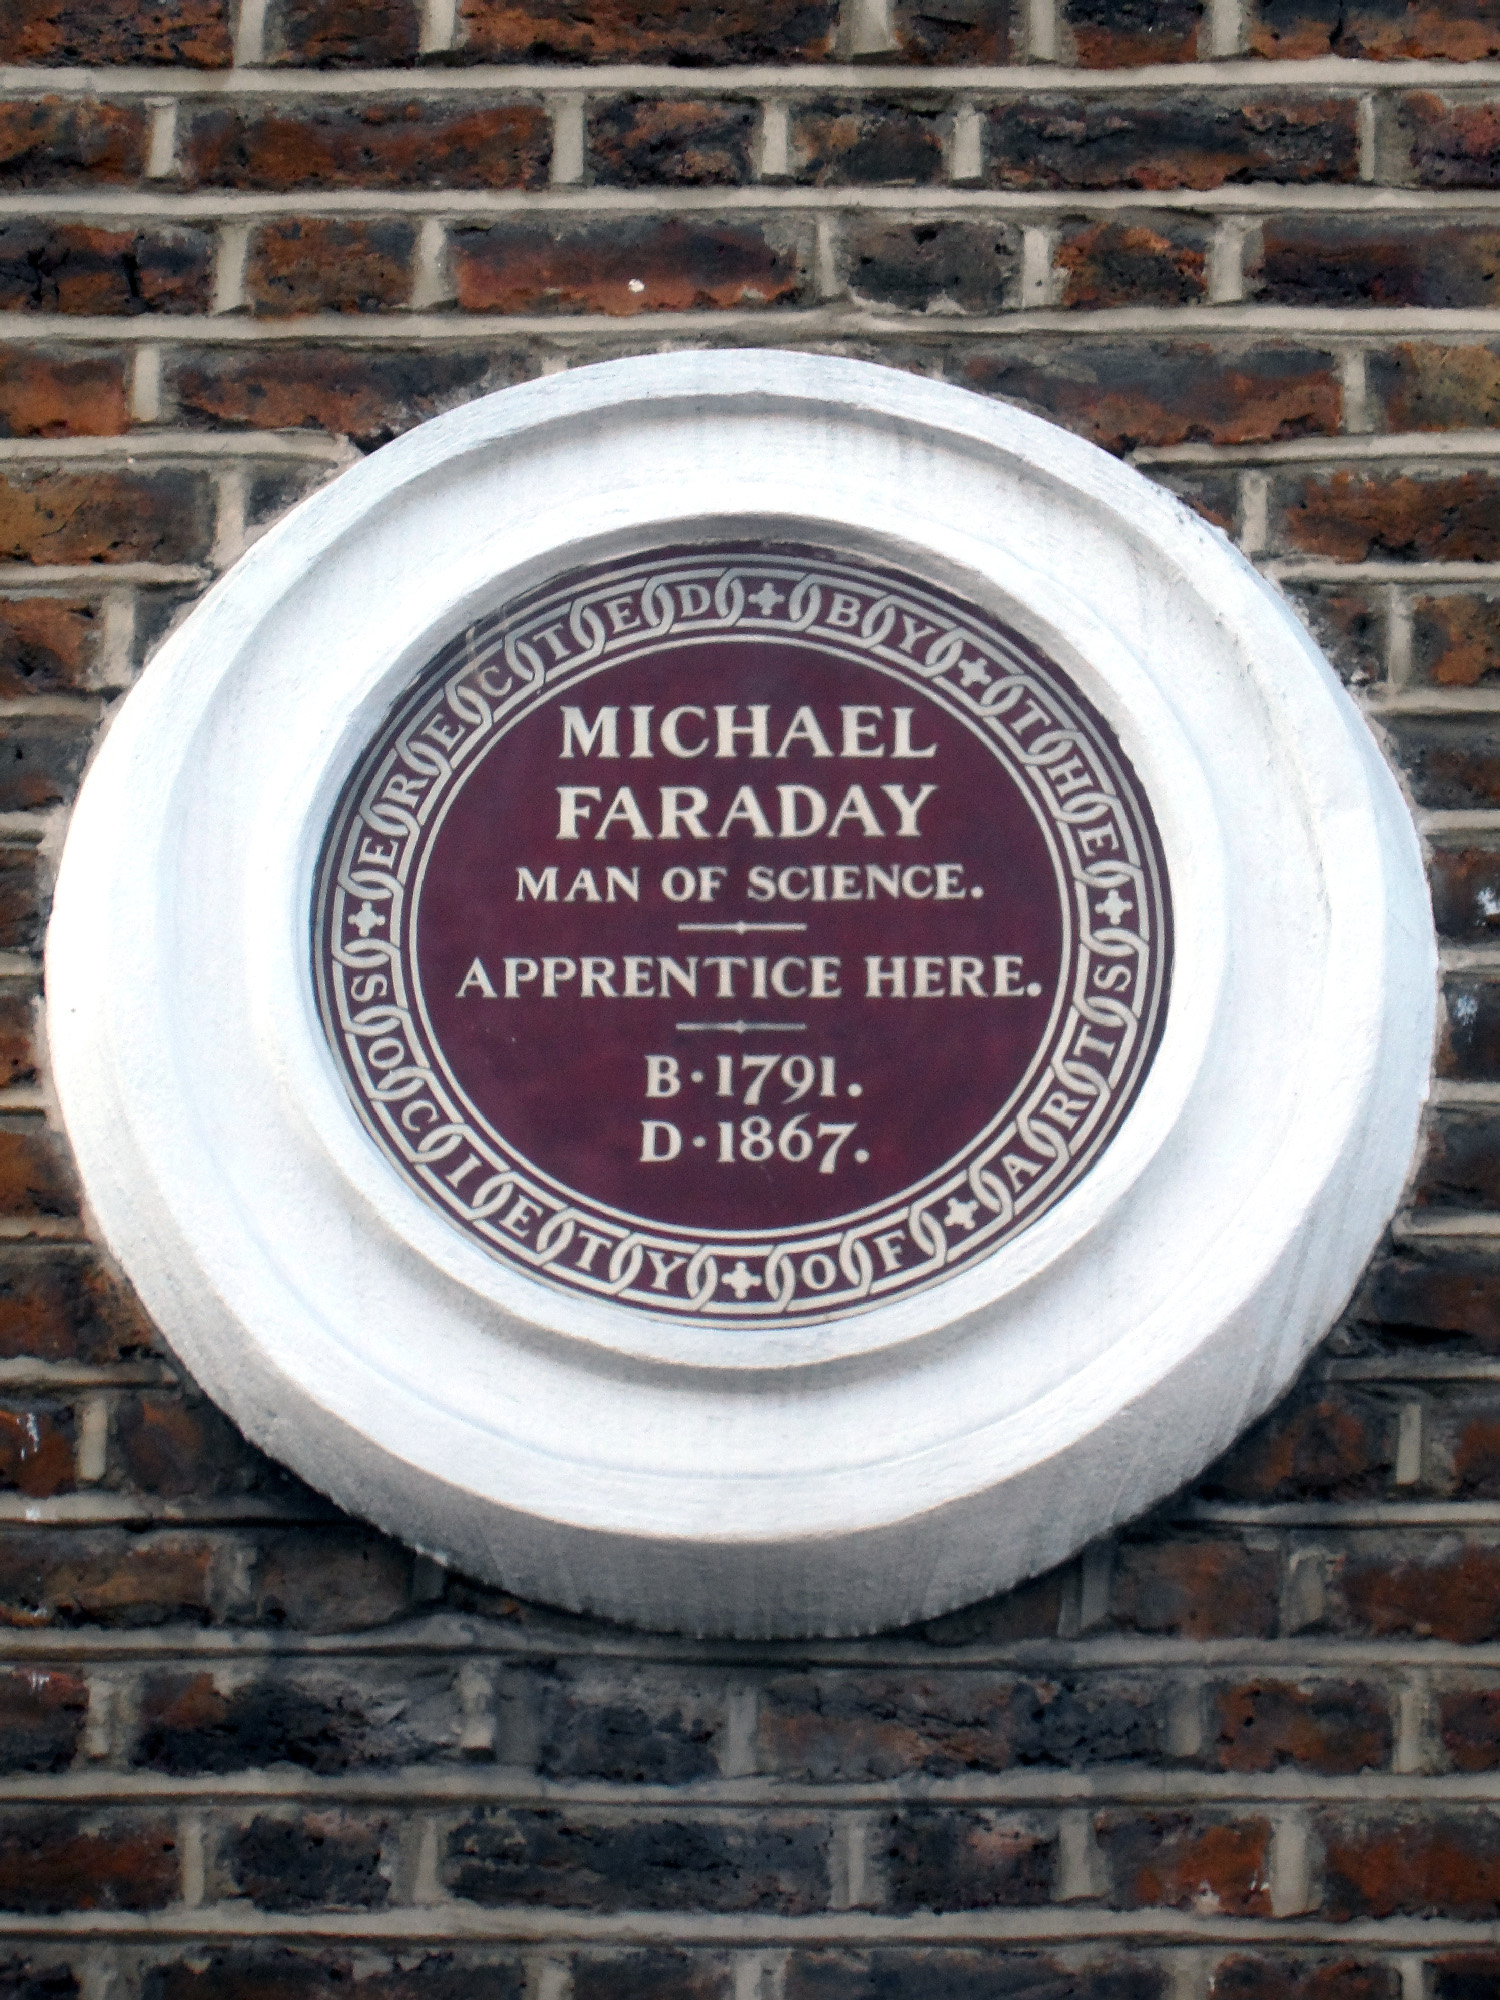 MICHAEL
FARADAY
MAN OF SCIENCE.
APPRENTICE HERE.
B·1791.
D·1867.
ERECTED BY THE SOCIETY OF ARTS